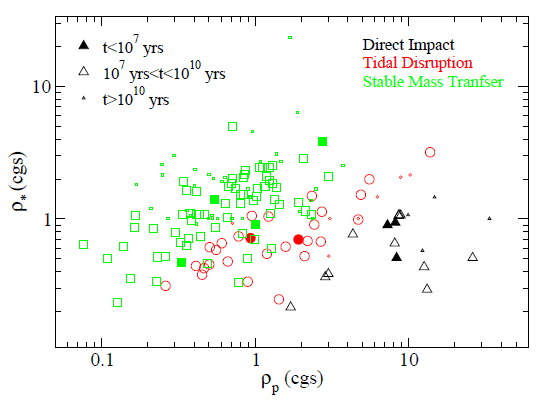 ▲ t<10^7 yrs
△ 10^7 yrs<t<10^10 yrs
▵ t>10^10 yrs
Direct Impact
Tidal Disruption
Stable Mass Tranfser
10
1
ρ* (cgs)
0.1 1 10
ρp (cgs)